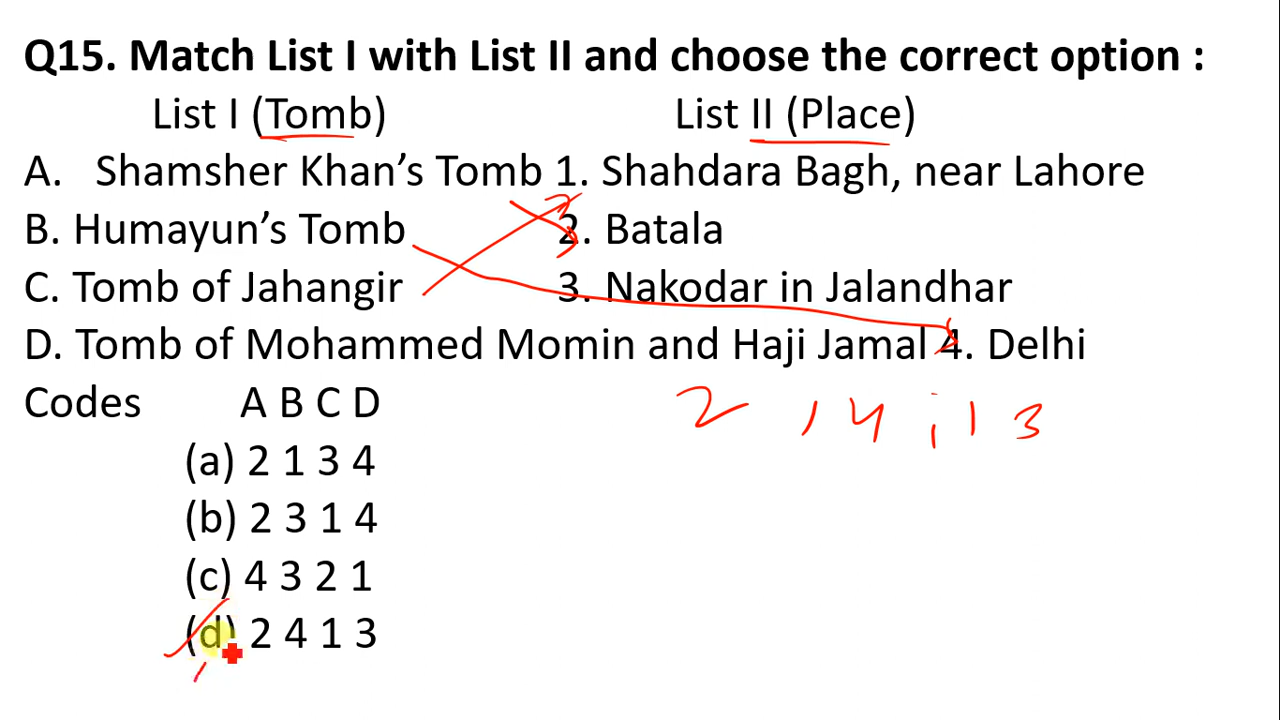 Q15. Match List I with List II and choose the correct option :
List I (Tomb) List II (Place)
A. Shamsher Khan's Tomb 1. Shahdara Bagh, near Lahore
B. Humayun's Tomb 2. Batala
C. Tomb of Jahangir 3. Nakodar in Jalandhar
D. Tomb of Mohammed Momin and Haji Jamal 4. Delhi
Codes A B C D
2 , 4 ; 1 3
(a) 2 1 3 4
(b) 2 3 1 4
(c) 4 3 2 1
(d) 2 4 1 3